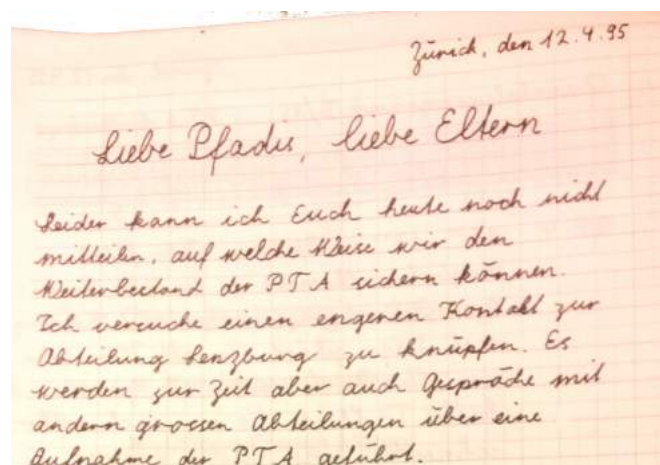 Zürich, den 12.4.95
Liebe Pfadis, liebe Eltern
Leider kann ich Euch heute noch nicht
mitteilen, auf welche Weise wir den
Weiterbestand der PTA sichern können.
Ich versuche einen engeren Kontakt zur
Abteilung Lenzburg zu knüpfen. Es
werden zur Zeit aber auch Gespräche mit
andern grossen Abteilungen über eine
Aufnahme der PTA geführt.